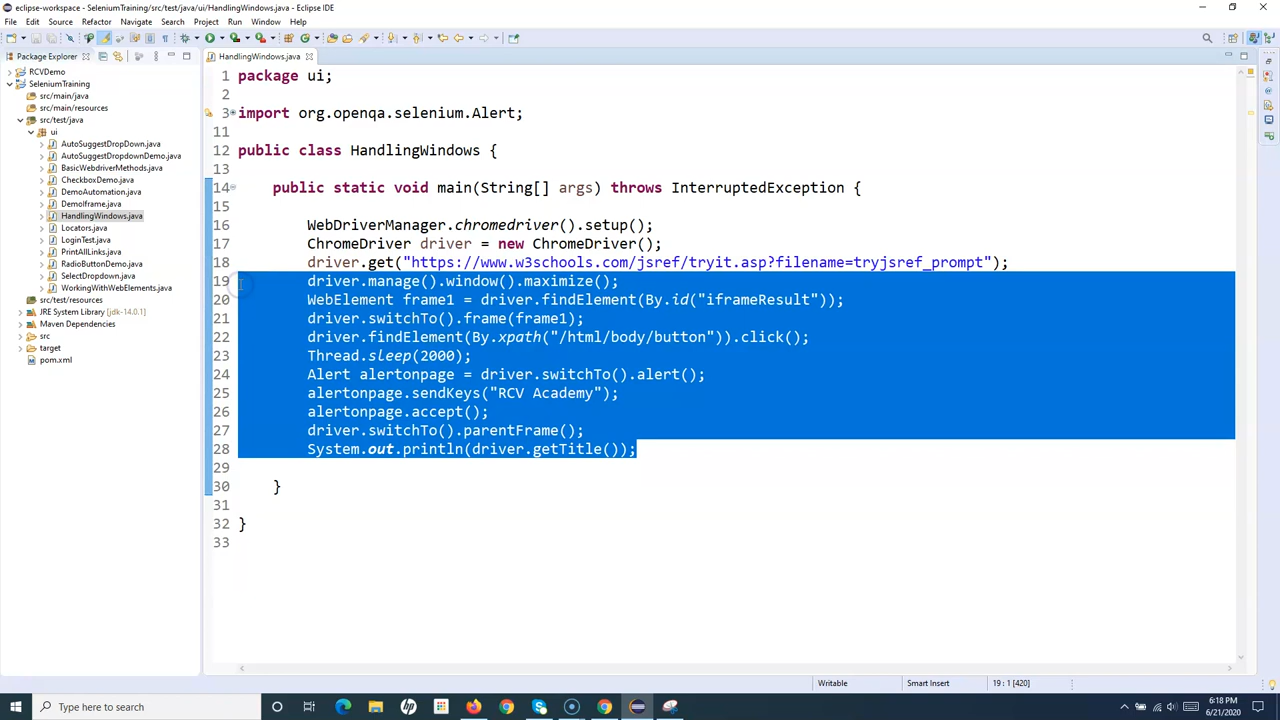 eclipse-workspace - SeleniumTraining/src/test/java/ui/HandlingWindows.java - Eclipse IDE
File Edit Source Refactor Navigate Search Project Run Window Help
Package Explorer
HandlingWindows.java
RCVDemo
SeleniumTraining
src/main/java
src/main/resources
src/test/java
ui
AutoSuggestDropDown.java
AutoSuggestDropdownDemo.java
BasicWebdriverMethods.java
CheckboxDemo.java
DemoAutomation.java
DemoIframe.java
HandlingWindows.java
Locators.java
LoginTest.java
PrintAllLinks.java
RadioButtonDemo.java
SelectDropdown.java
WorkingWithWebElements.java
src/test/resources
JRE System Library [jdk-14.0.1]
Maven Dependencies
src
target
pom.xml
1 package ui;
2
3 import org.openqa.selenium.Alert;
11
12 public class HandlingWindows {
13
14 public static void main(String[] args) throws InterruptedException {
15
16 WebDriverManager.chromedriver().setup();
17 ChromeDriver driver = new ChromeDriver();
18 driver.get("https://www.w3schools.com/jsref/tryit.asp?filename=tryjsref_prompt");
19 driver.manage().window().maximize();
20 WebElement frame1 = driver.findElement(By.id("iframeResult"));
21 driver.switchTo().frame(frame1);
22 driver.findElement(By.xpath("/html/body/button")).click();
23 Thread.sleep(2000);
24 Alert alertonpage = driver.switchTo().alert();
25 alertonpage.sendKeys("RCV Academy");
26 alertonpage.accept();
27 driver.switchTo().parentFrame();
28 System.out.println(driver.getTitle());
29
30 }
31
32 }
33
Writable Smart Insert 19 : 1 [420]
Type here to search
6:18 PM
6/21/2020